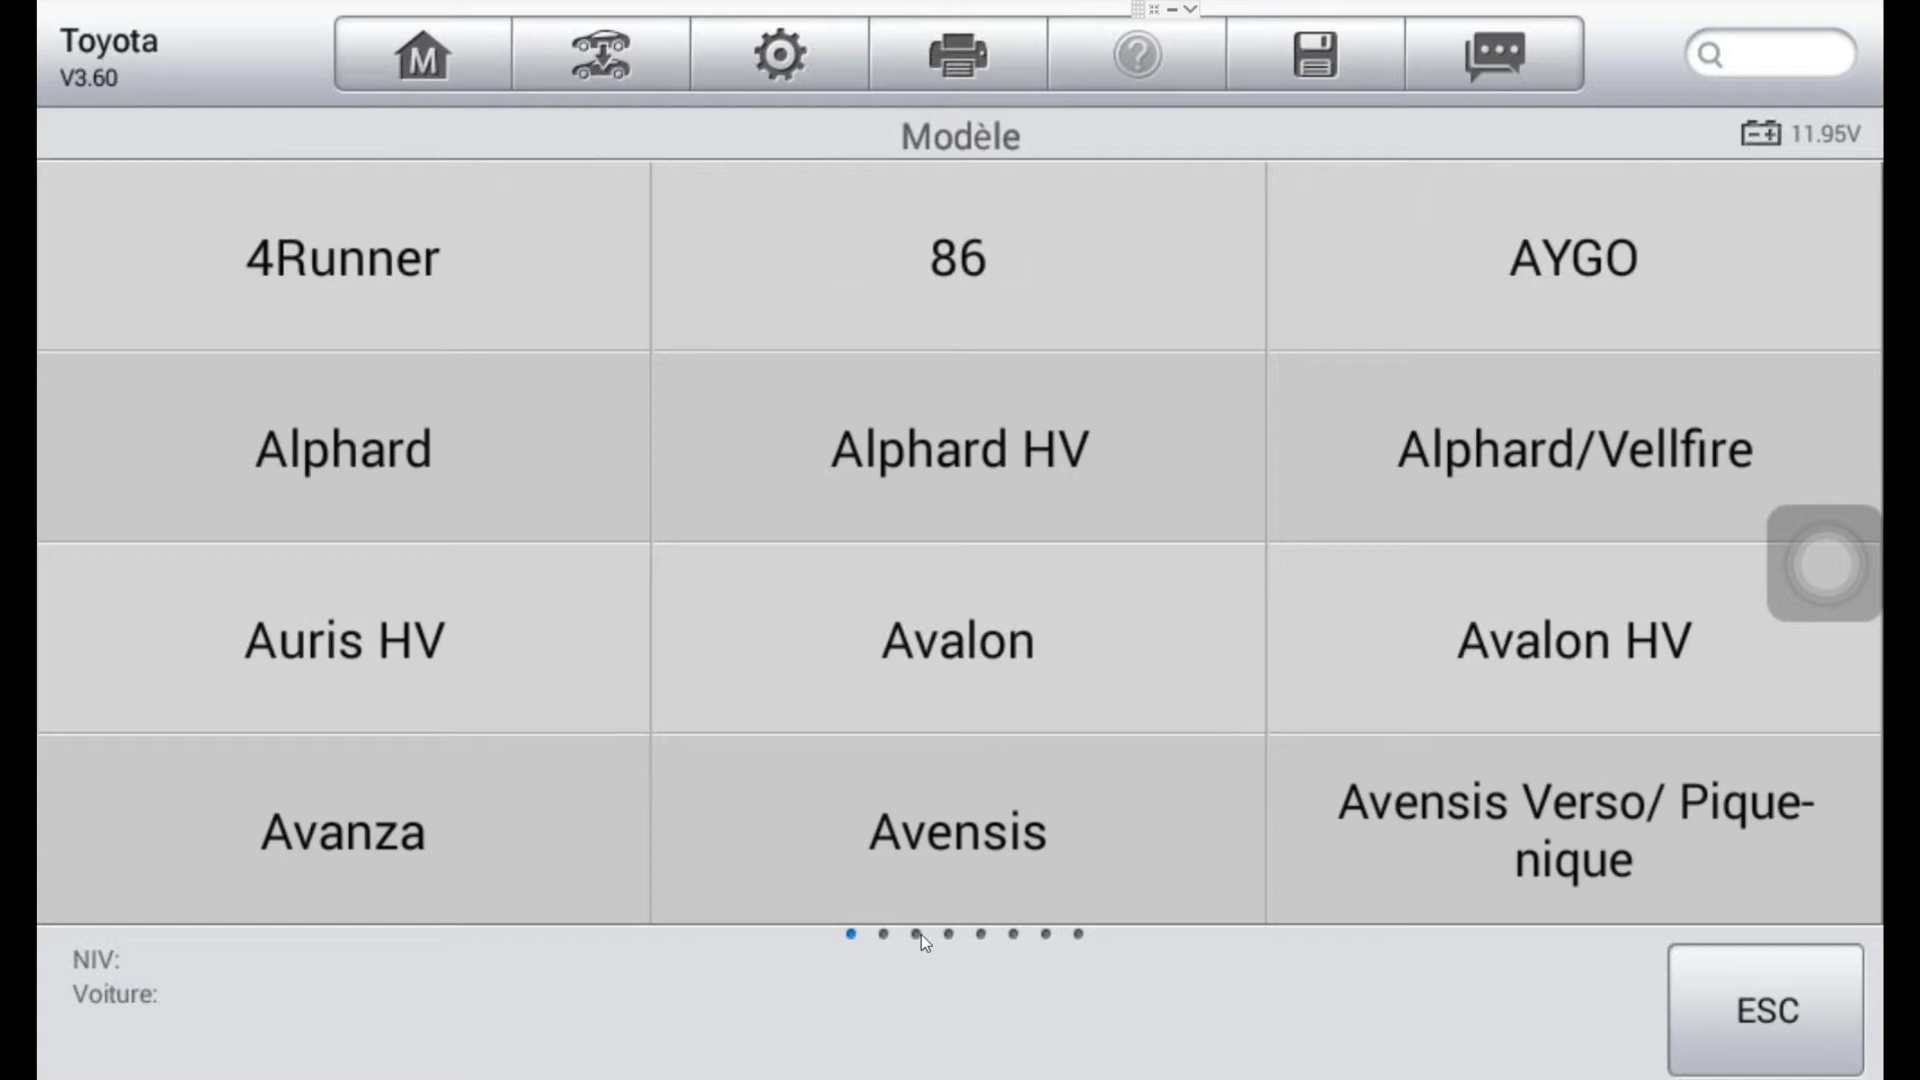 Toyota
V3.60
M
?
Modèle
11.95V
4Runner
86
AYGO
Alphard
Alphard HV
Alphard/Vellfire
Auris HV
Avalon
Avalon HV
Avanza
Avensis
Avensis Verso/ Pique-
nique
NIV:
Voiture:
ESC